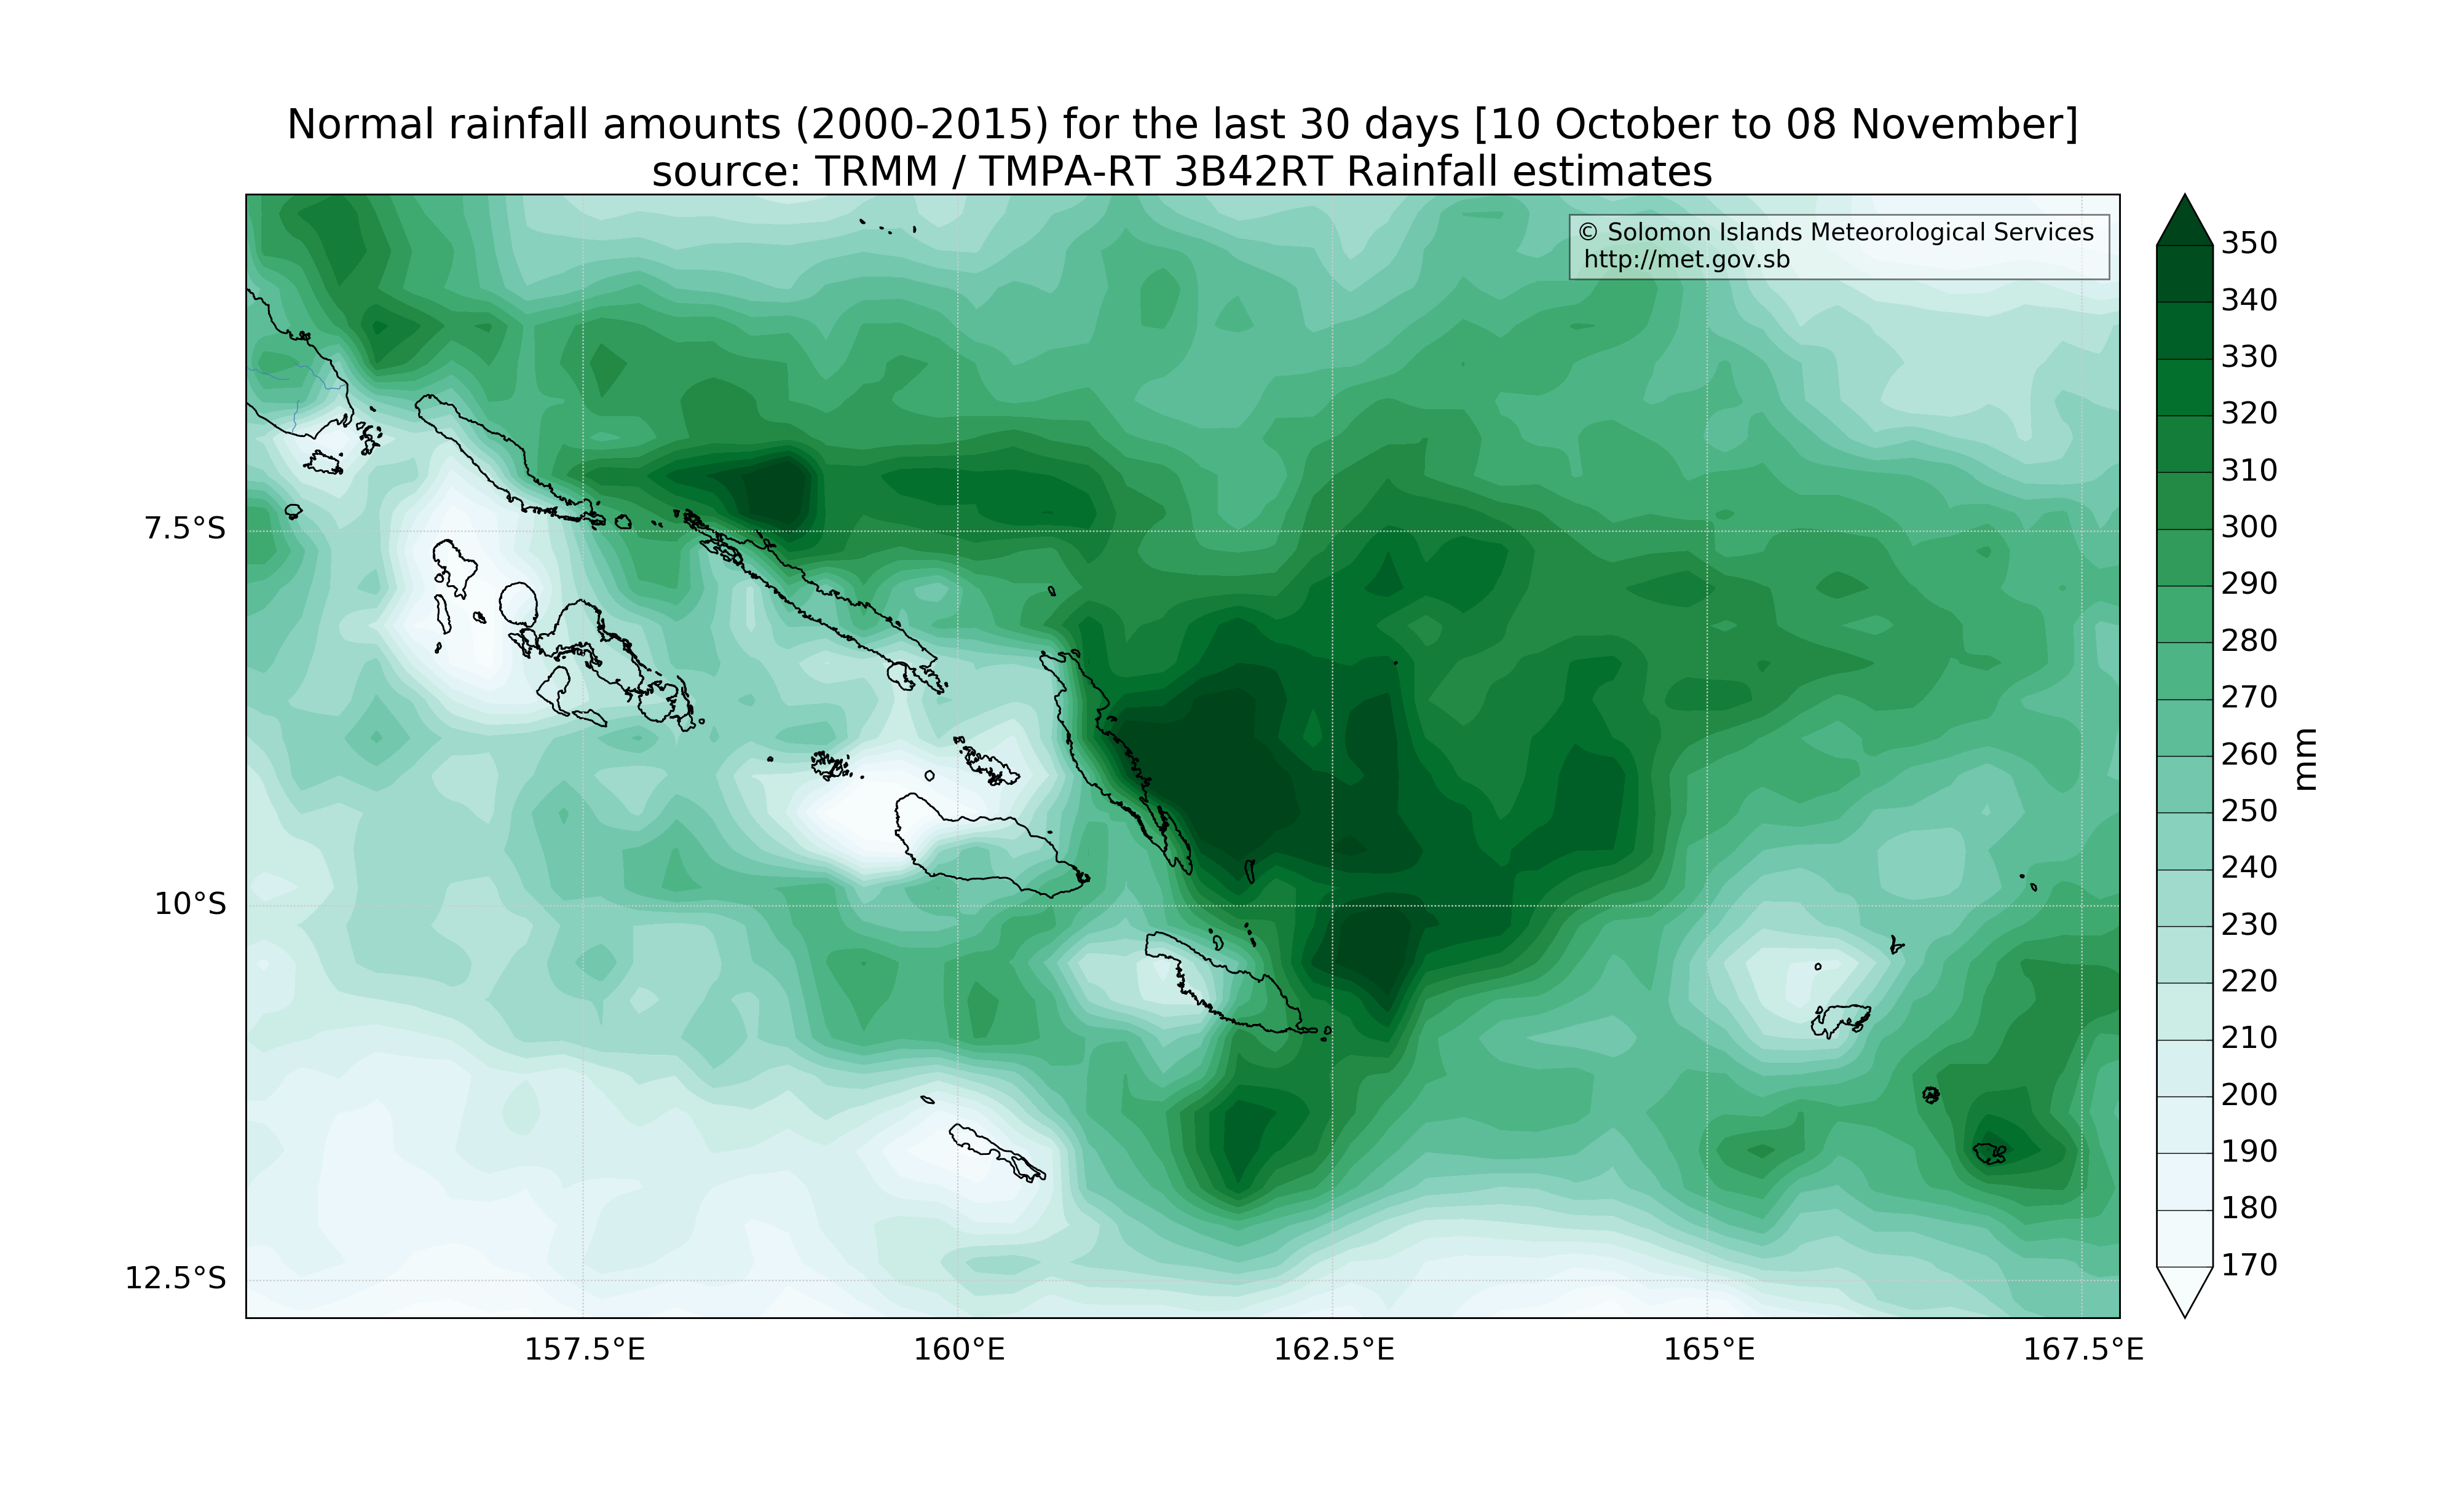 Normal rainfall amounts (2000-2015) for the last 30 days [10 October to 08 November]
source: TRMM / TMPA-RT 3B42RT Rainfall estimates
© Solomon Islands Meteorological Services
http://met.gov.sb
7.5°S
10°S
12.5°S
157.5°E
160°E
162.5°E
165°E
167.5°E
350
340
330
320
310
300
290
280
270
260
250
240
230
220
210
200
190
180
170
mm